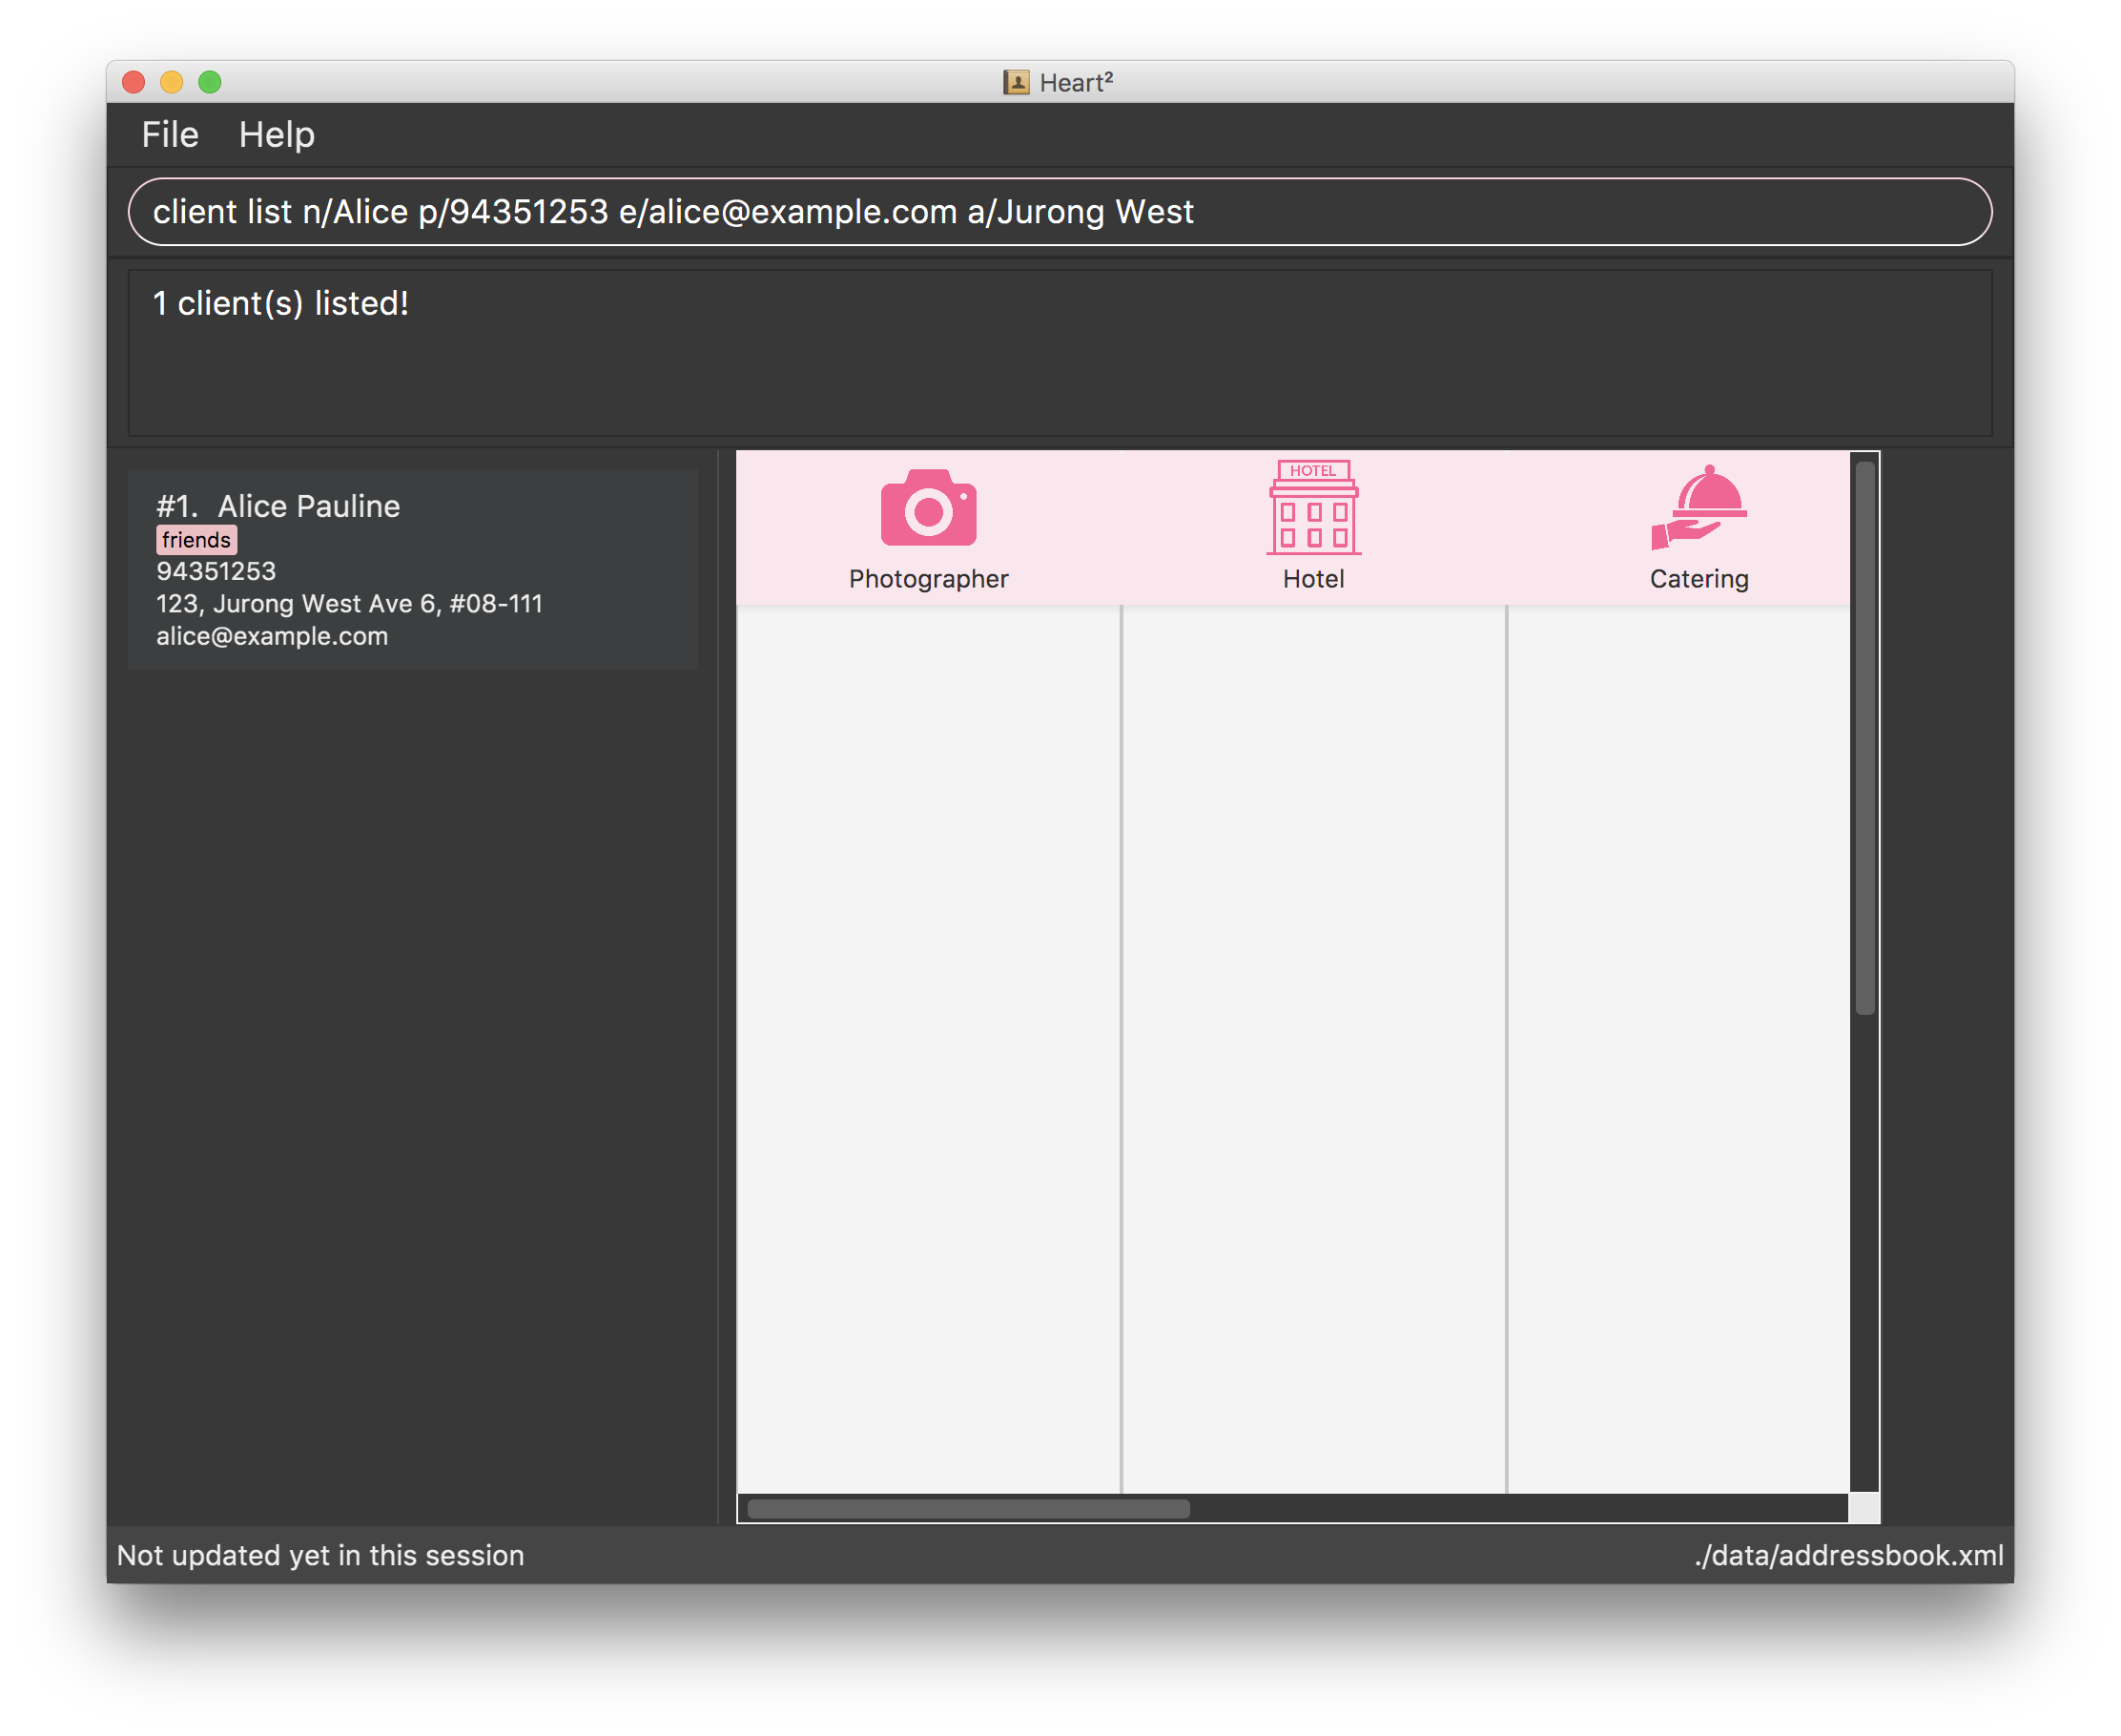 Heart²
File Help
client list n/Alice p/94351253 e/alice@example.com a/Jurong West
1 client(s) listed!
#1. Alice Pauline
friends
94351253
123, Jurong West Ave 6, #08-111
alice@example.com
HOTEL
Photographer Hotel Catering
Not updated yet in this session ./data/addressbook.xml